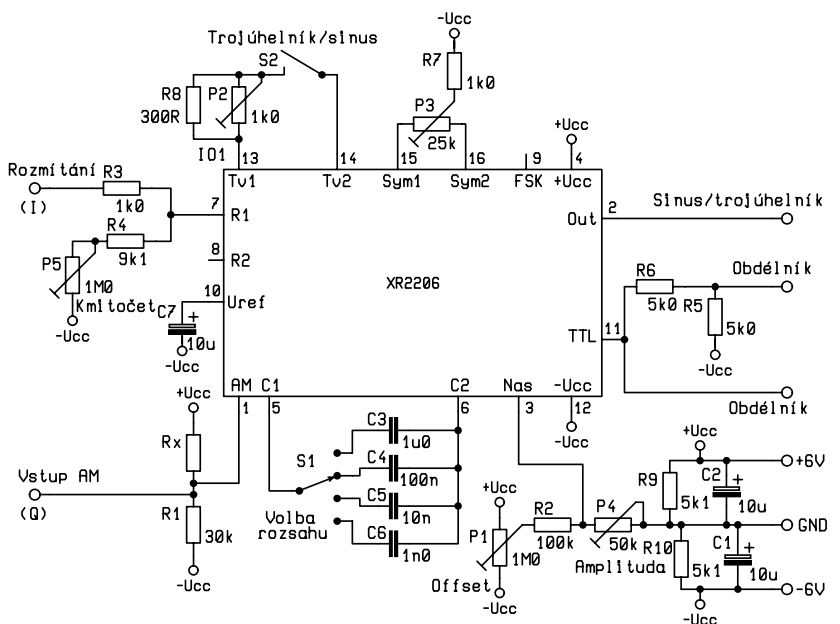 -Ucc
Trojúhelník/sinus
S2
R7
1k0
R8
300R
P2
1k0
P3
25k
+Ucc
IO1
13
14
15
16
9
4
Rozmítání
R3
1k0
(I)
Tv1
Tv2
Sym1
Sym2
FSK
+Ucc
7
R1
2
Out
Sinus/trojúhelník
R4
9k1
8
R2
P5
1M0
Kmitočet
-Ucc
10
Uref
C7
+
10u
-Ucc
XR2206
R6
5k0
R5
5k0
Obdélník
-Ucc
11
TTL
Obdélník
AM
C1
C2
Nas
-Ucc
1
5
6
3
12
-Ucc
+Ucc
Rx
Vstup AM
(Q)
R1
30k
-Ucc
S1
Volba
rozsahu
C3
1u0
C4
100n
C5
10n
C6
1n0
+Ucc
P1
1M0
Offset
-Ucc
R2
100k
P4
50k
Amplituda
+Ucc
R9
5k1
C2
+
10u
+6V
GND
R10
5k1
C1
+
10u
-6V
-Ucc